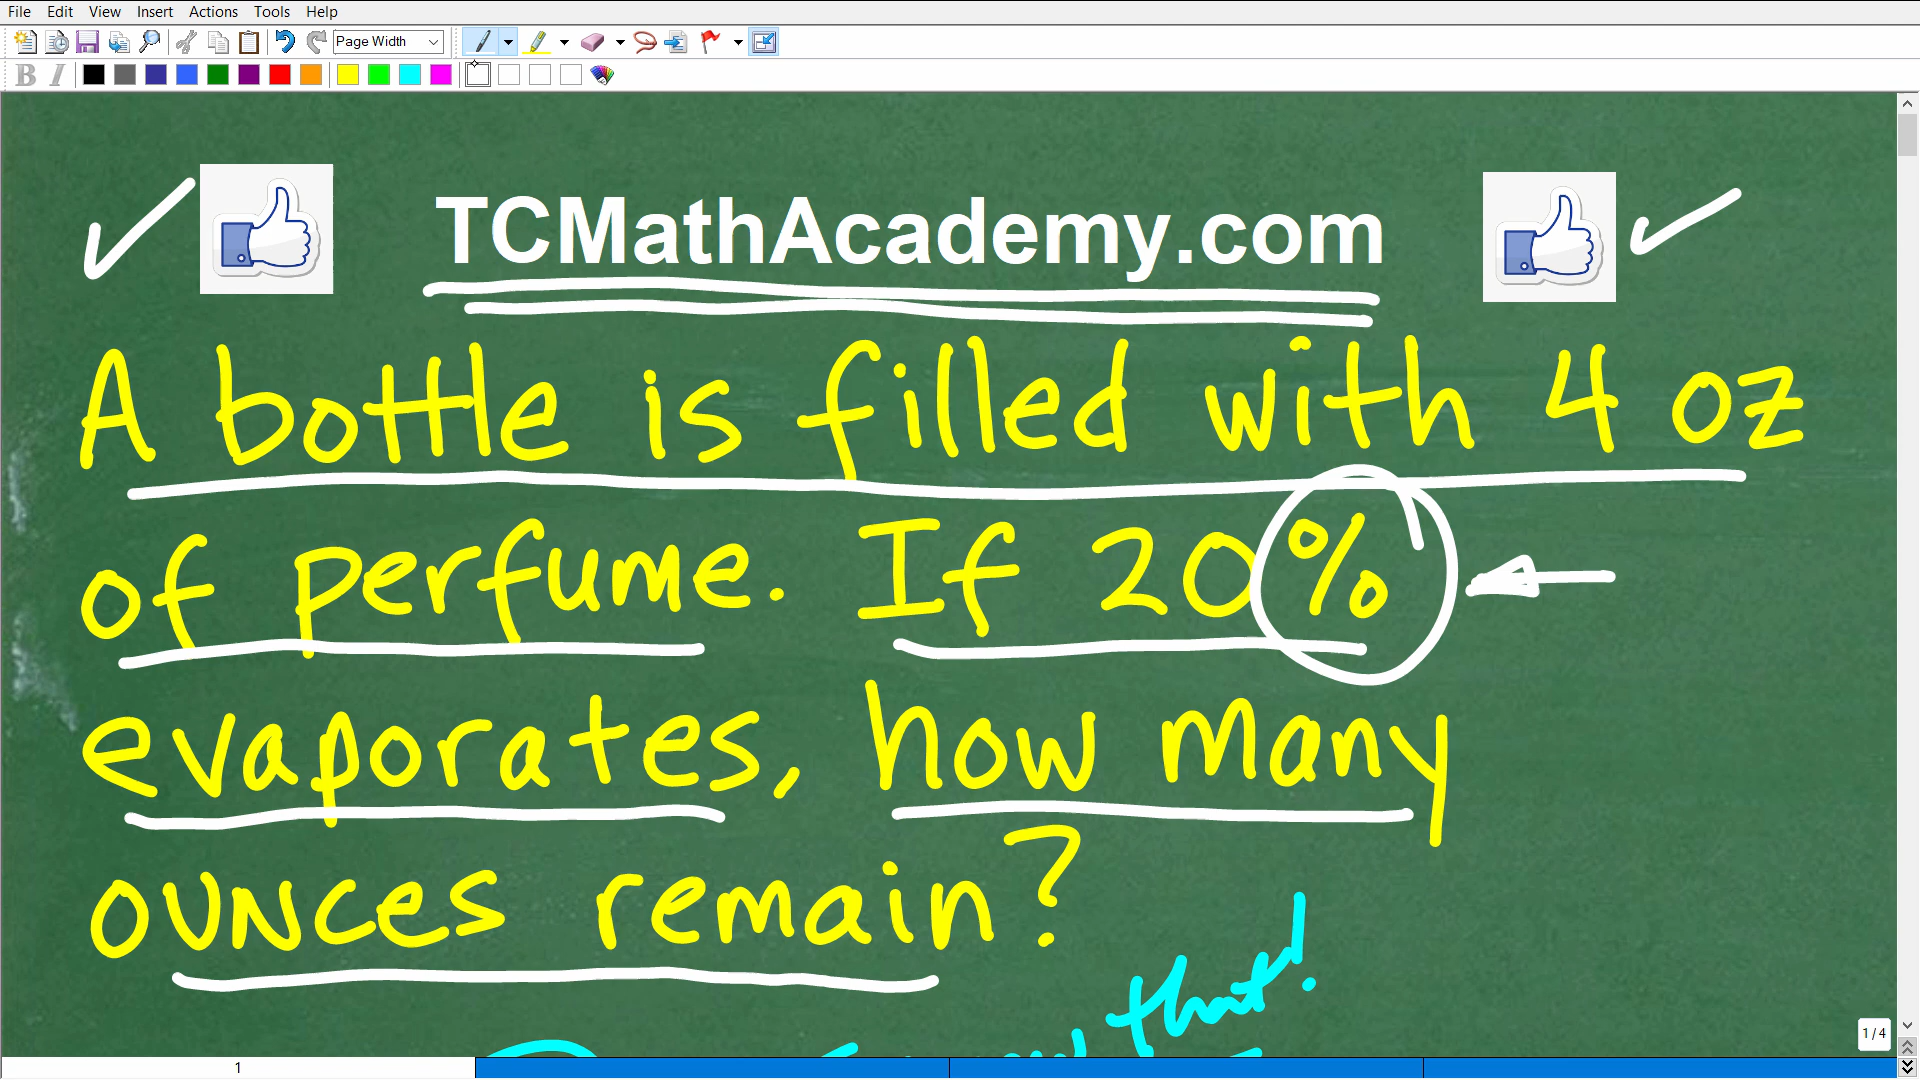 File Edit View Insert Actions Tools Help
Page Width
B I
TCMathAcademy.com
A bottle is filled with 4 oz
of perfume. If 20%
evaporates, how many
ounces remain?
that!
1 / 4
1